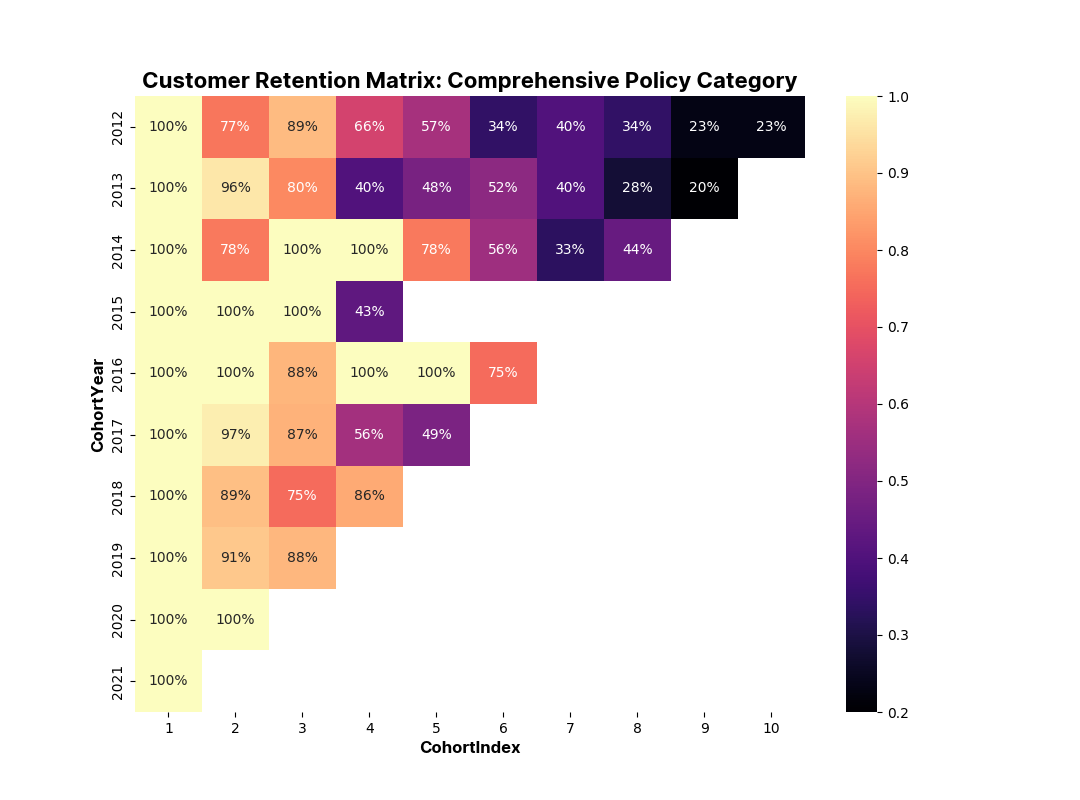 Customer Retention Matrix: Comprehensive Policy Category
2012 100% 77% 89% 66% 57% 34% 40% 34% 23% 23%
2013 100% 96% 80% 40% 48% 52% 40% 28% 20%
2014 100% 78% 100% 100% 78% 56% 33% 44%
2015 100% 100% 100% 43%
2016 100% 100% 88% 100% 100% 75%
2017 100% 97% 87% 56% 49%
2018 100% 89% 75% 86%
2019 100% 91% 88%
2020 100% 100%
2021 100%
CohortYear
1 2 3 4 5 6 7 8 9 10
CohortIndex
1.0
0.9
0.8
0.7
0.6
0.5
0.4
0.3
0.2